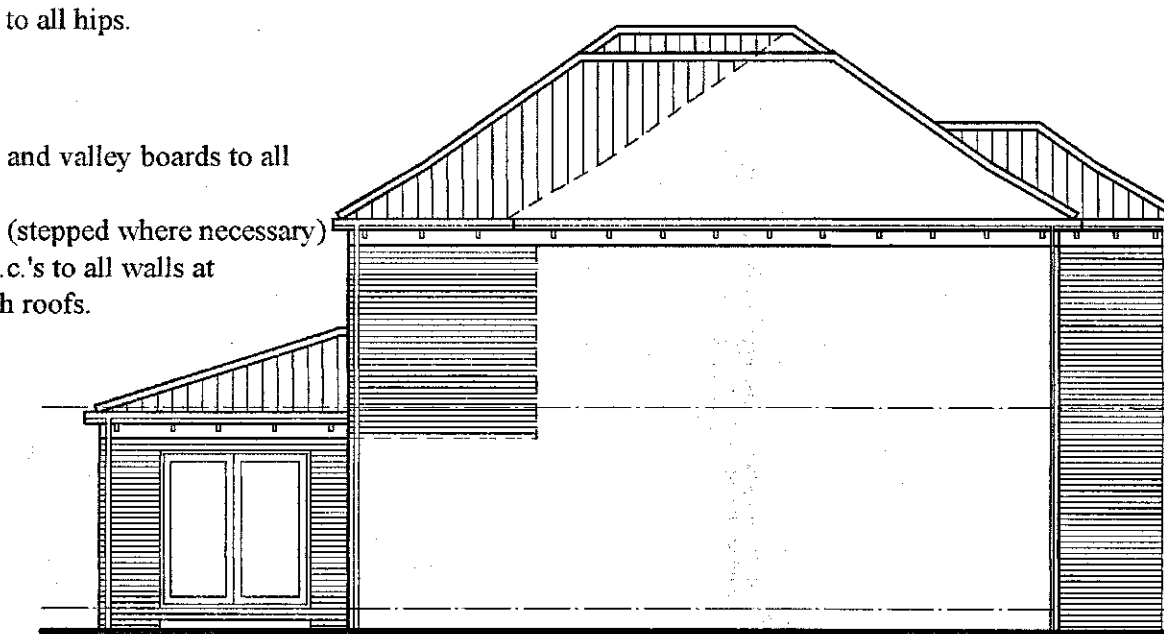 to all hips.
and valley boards to all
(stepped where necessary)
.c.'s to all walls at
h roofs.